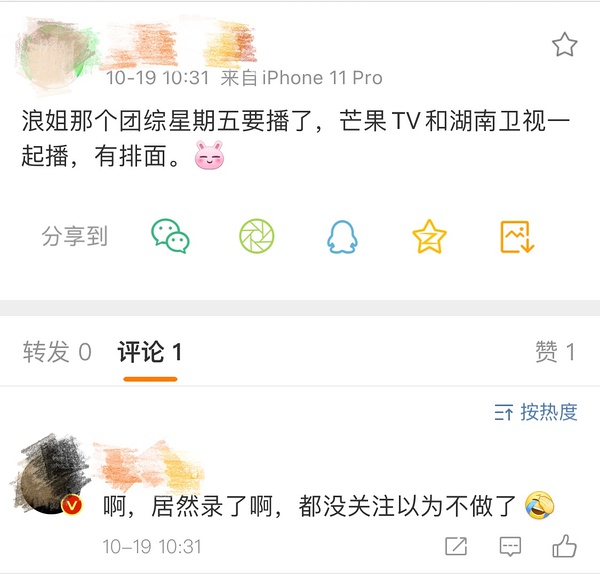 10-19 10:31 来自iPhone 11 Pro
浪姐那个团综星期五要播了，芒果TV和湖南卫视一
起播，有排面。
分享到
转发 0 评论 1 赞 1
按热度
啊，居然录了啊，都没关注以为不做了
10-19 10:31